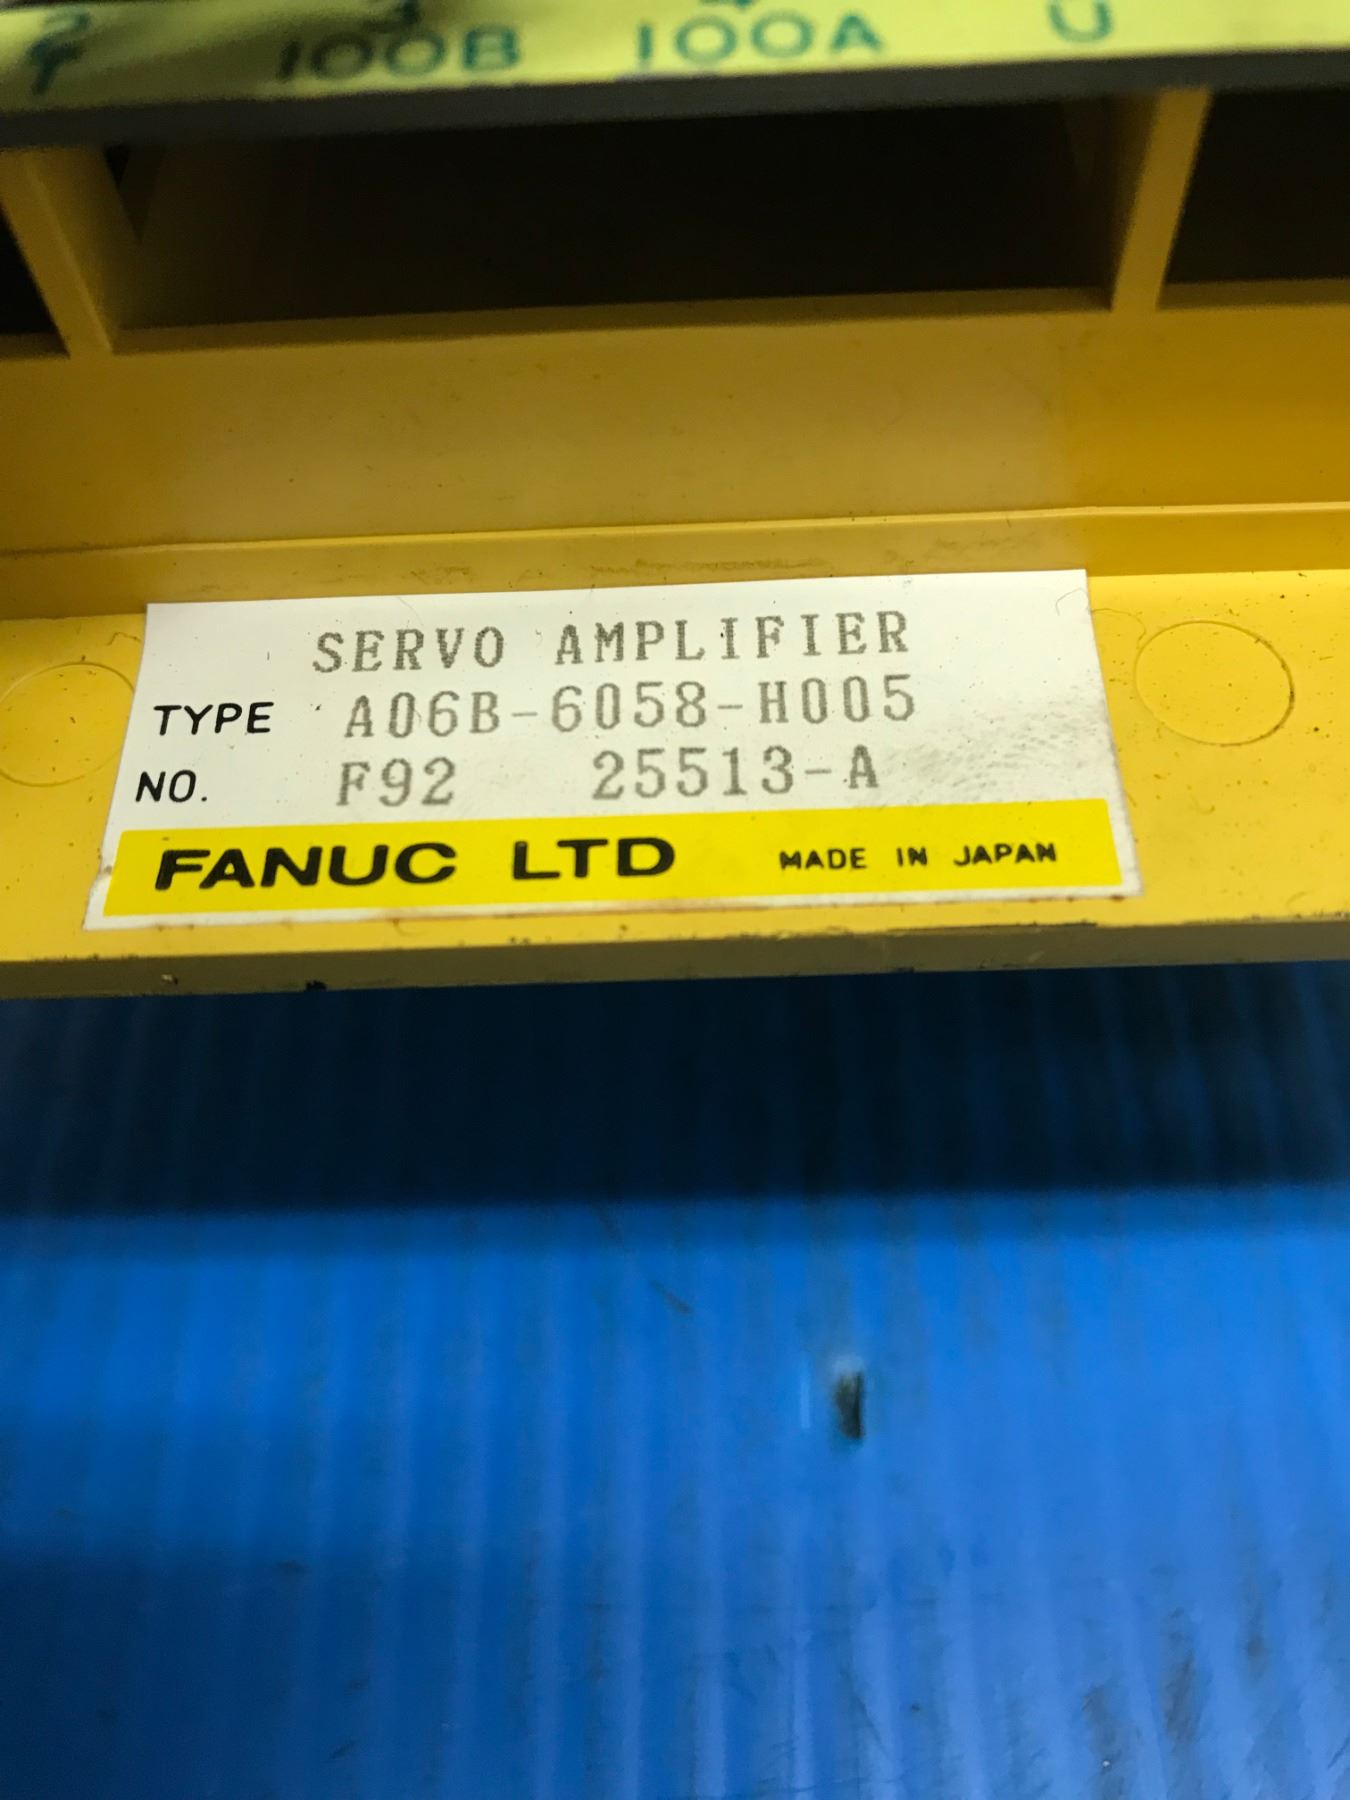 100B 100A U
SERVO AMPLIFIER
TYPE A06B-6058-H005
NO. F92 25513-A
FANUC LTD MADE IN JAPAN